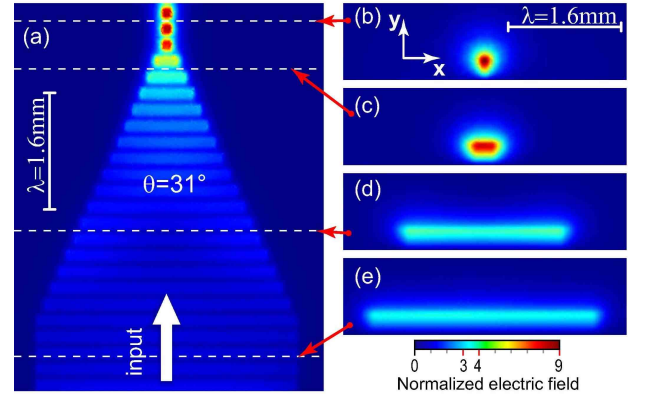 (a)
λ=1.6mm
θ=31°
input
(b)
y
x
λ=1.6mm
(c)
(d)
(e)
0 3 4 9
Normalized electric field